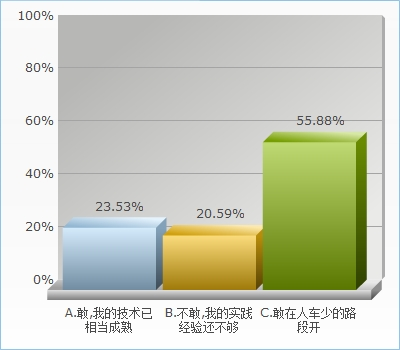 100%
80%
60%
40%
20%
0%
55.88%
23.53%
20.59%
A.敢,我的技术已
相当成熟
B.不敢,我的实践
经验还不够
C.敢在人车少的路
段开